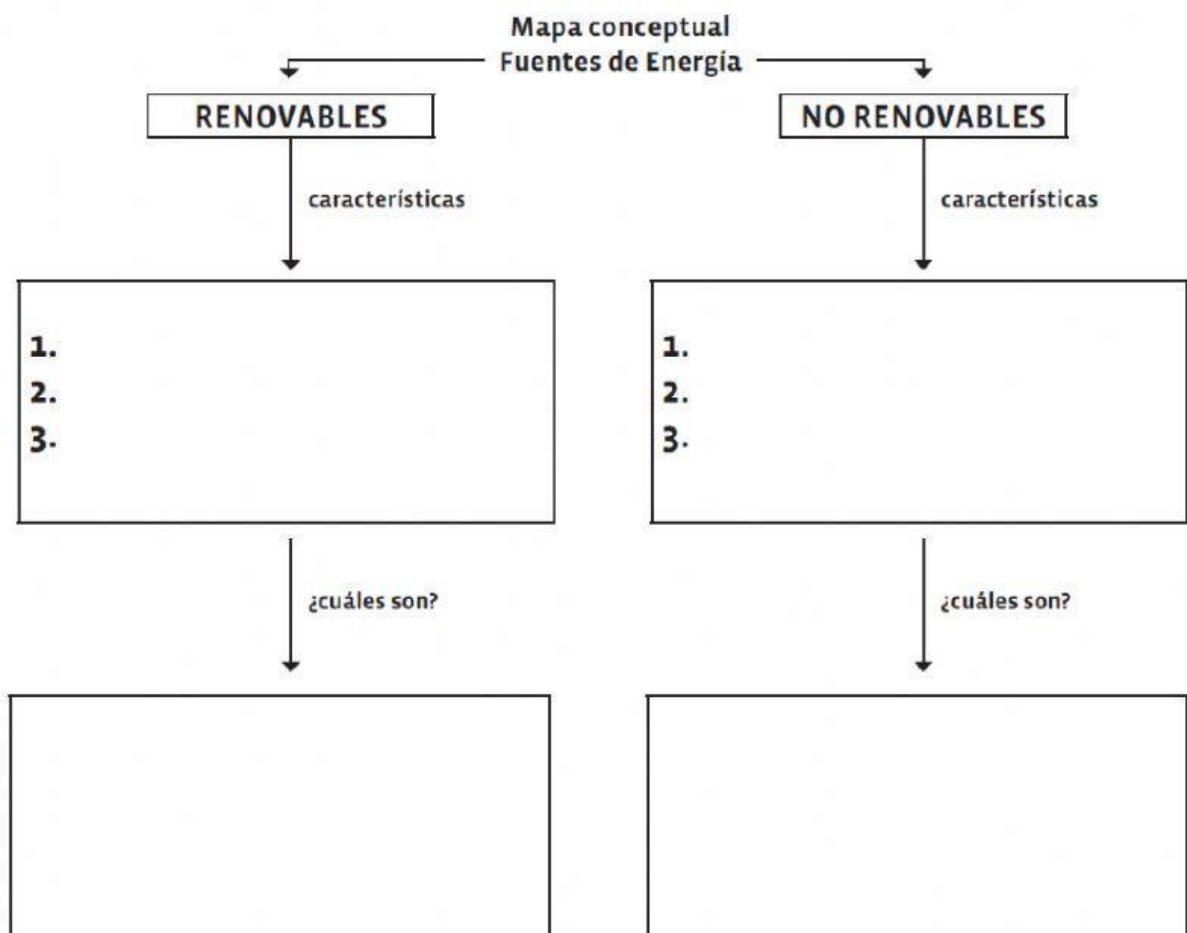 Mapa conceptual
Fuentes de Energía
RENOVABLES
NO RENOVABLES
características
características
1.
2.
3.
1.
2.
3.
¿cuáles son?
¿cuáles son?